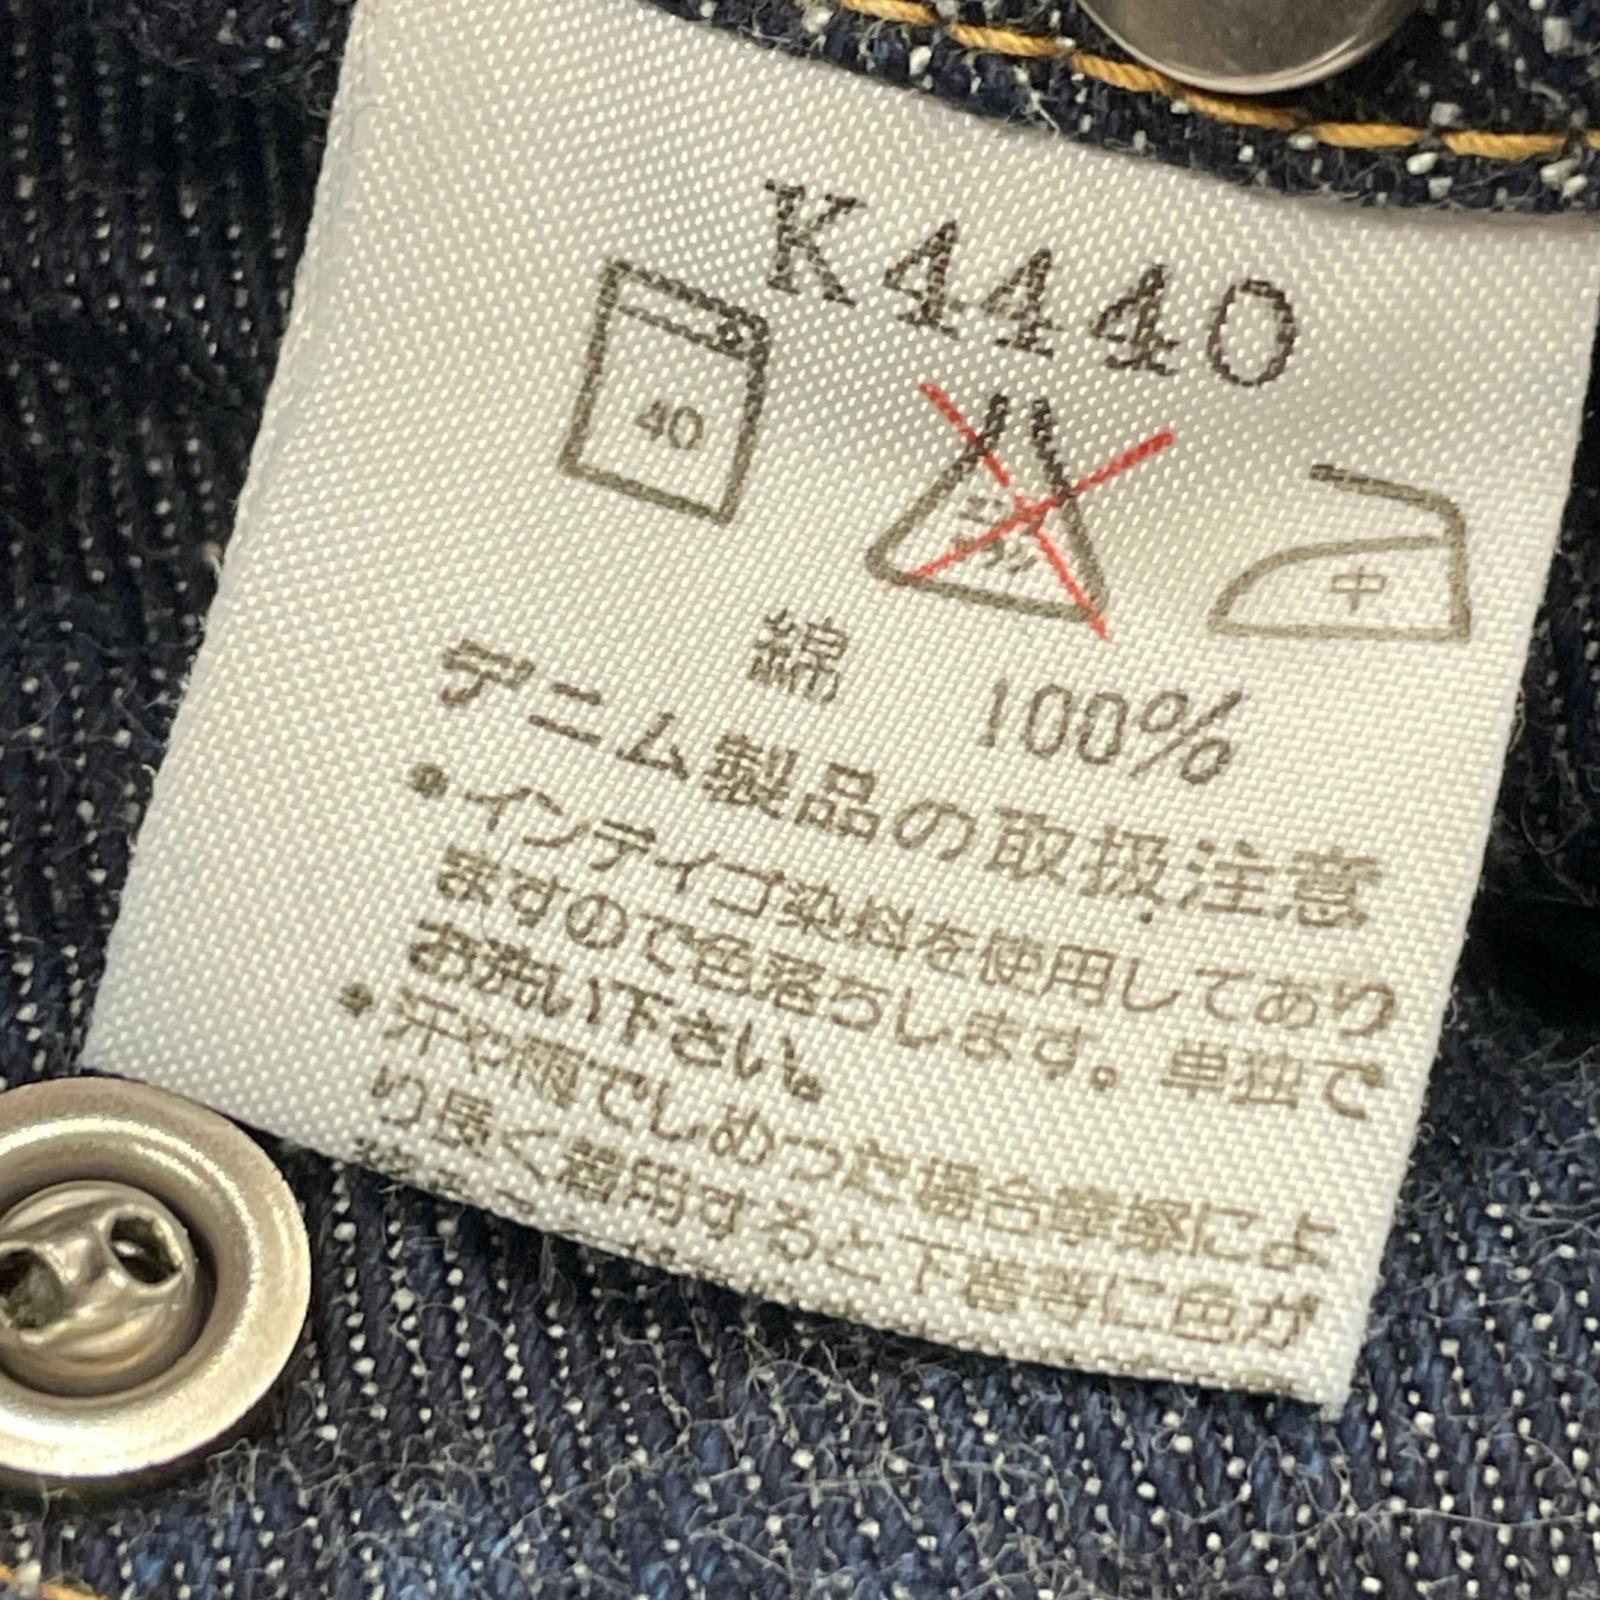 K4440
40
中
綿 100%
デニム製品の取扱注意
•インディゴ染料を使用しており
ますので色落ちします。単独で
お洗い下さい。
•汗や雨でしめった場合摩擦によ
り長く着用すると下着等に色が